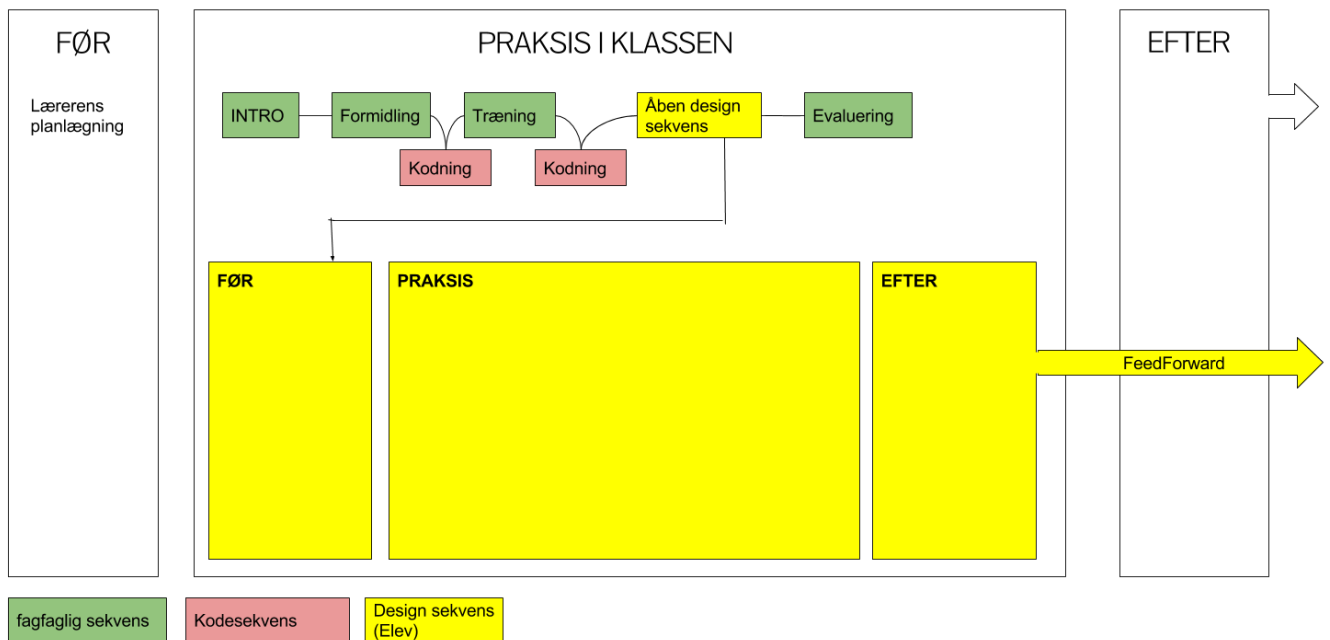 FØR
Lærerens
planlægning
PRAKSIS I KLASSEN
INTRO
Formidling
Kodning
Træning
Kodning
Åben design
sekvens
Evaluering
FØR
PRAKSIS
EFTER
EFTER
FeedForward
fagfaglig sekvens
Kodesekvens
Design sekvens
(Elev)